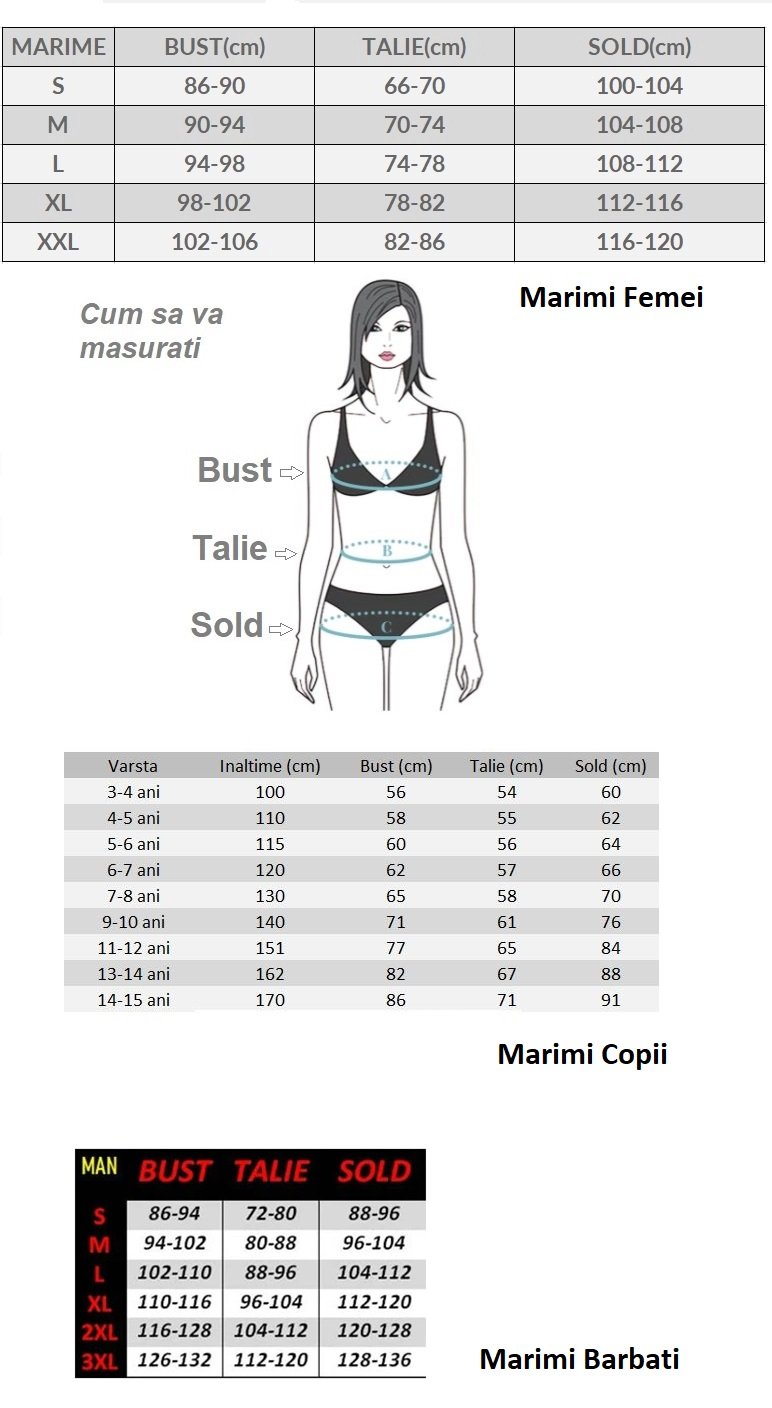 MARIME BUST(cm) TALIE(cm) SOLD(cm)
S 86-90 66-70 100-104
M 90-94 70-74 104-108
L 94-98 74-78 108-112
XL 98-102 78-82 112-116
XXL 102-106 82-86 116-120
Marimi Femei
Cum sa va
masurati
Bust A
Talie B
Sold C
Varsta Inaltime (cm) Bust (cm) Talie (cm) Sold (cm)
3-4 ani 100 56 54 60
4-5 ani 110 58 55 62
5-6 ani 115 60 56 64
6-7 ani 120 62 57 66
7-8 ani 130 65 58 70
9-10 ani 140 71 61 76
11-12 ani 151 77 65 84
13-14 ani 162 82 67 88
14-15 ani 170 86 71 91
Marimi Copii
MAN BUST TALIE SOLD
S 86-94 72-80 88-96
M 94-102 80-88 96-104
L 102-110 88-96 104-112
XL 110-116 96-104 112-120
2XL 116-128 104-112 120-128
3XL 126-132 112-120 128-136
Marimi Barbati